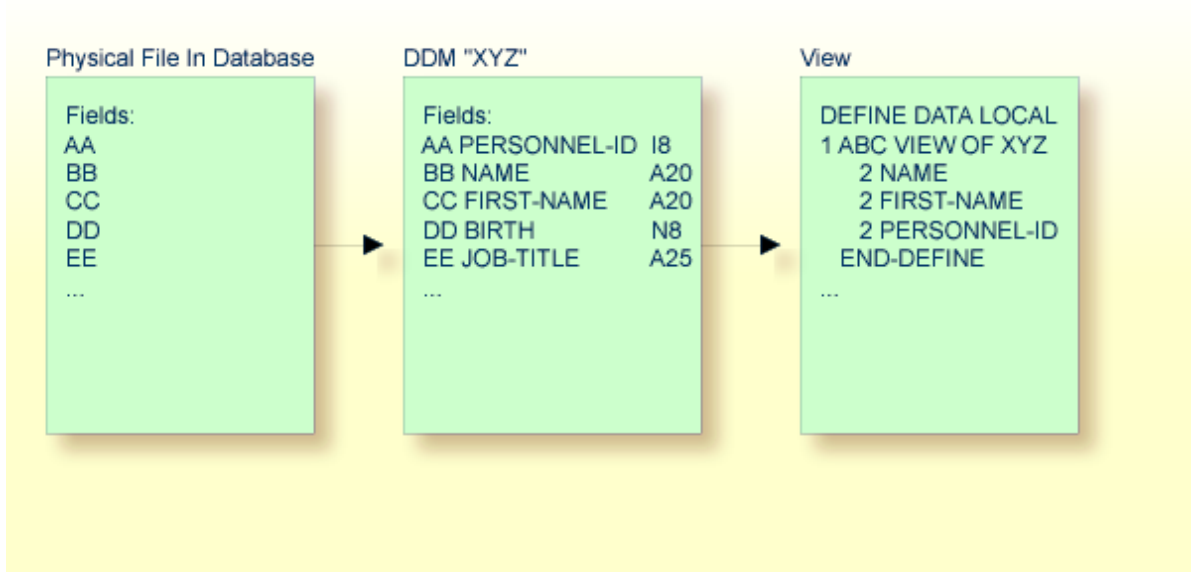 Physical File In Database
Fields:
AA
BB
CC
DD
EE
...
DDM "XYZ"
Fields:
AA PERSONNEL-ID I8
BB NAME A20
CC FIRST-NAME A20
DD BIRTH N8
EE JOB-TITLE A25
...
View
DEFINE DATA LOCAL
1 ABC VIEW OF XYZ
2 NAME
2 FIRST-NAME
2 PERSONNEL-ID
END-DEFINE
...